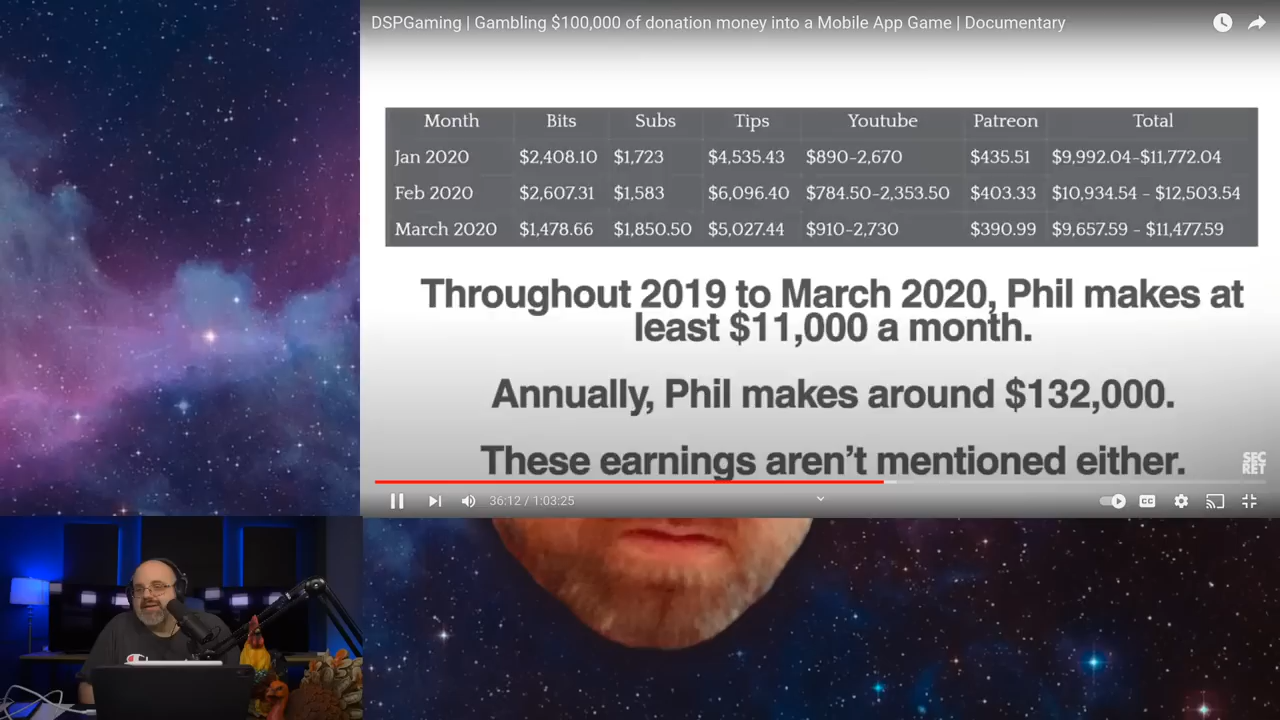 DSPGaming | Gambling $100,000 of donation money into a Mobile App Game | Documentary
Month Bits Subs Tips Youtube Patreon Total
Jan 2020 $2,408.10 $1,723 $4,535.43 $890-2,670 $435.51 $9,992.04-$11,772.04
Feb 2020 $2,607.31 $1,583 $6,096.40 $784.50-2,353.50 $403.33 $10,934.54 - $12,503.54
March 2020 $1,478.66 $1,850.50 $5,027.44 $910-2,730 $390.99 $9,657.59 - $11,477.59
Throughout 2019 to March 2020, Phil makes at
least $11,000 a month.
Annually, Phil makes around $132,000.
These earnings aren't mentioned either.
SEC
RET
36:12 / 1:03:25
CC